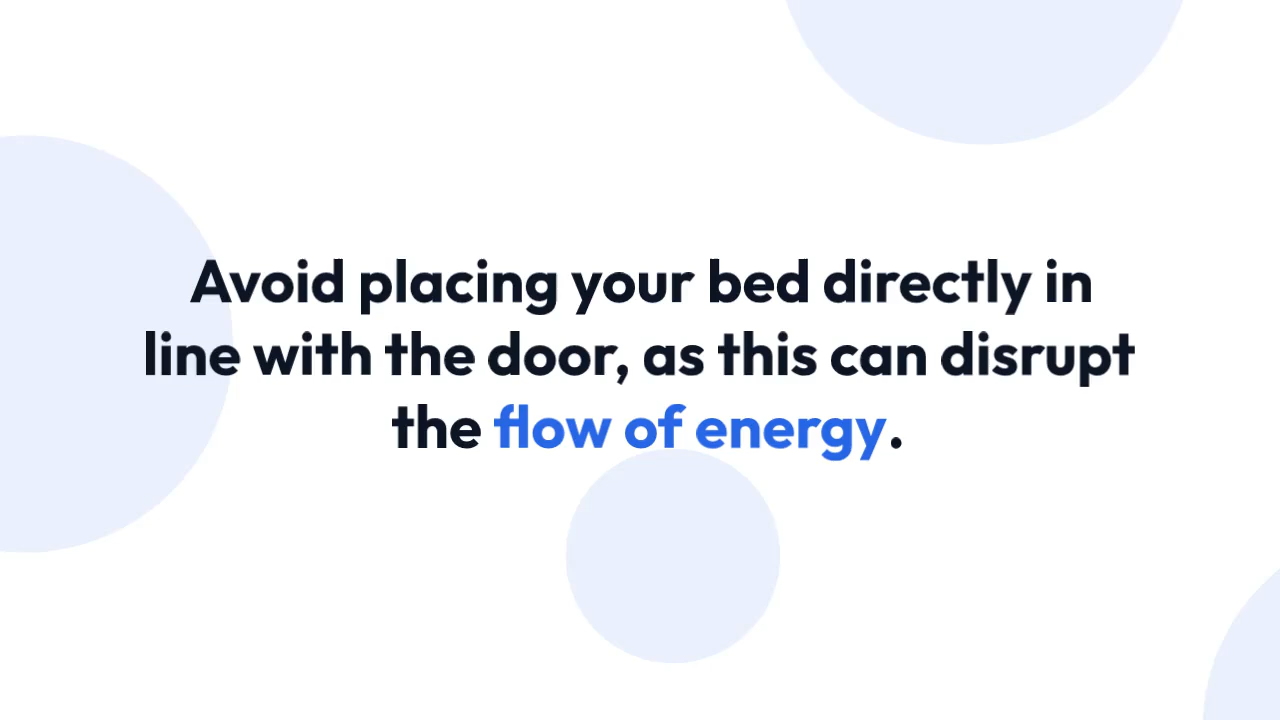 Avoid placing your bed directly in
line with the door, as this can disrupt
the flow of energy.